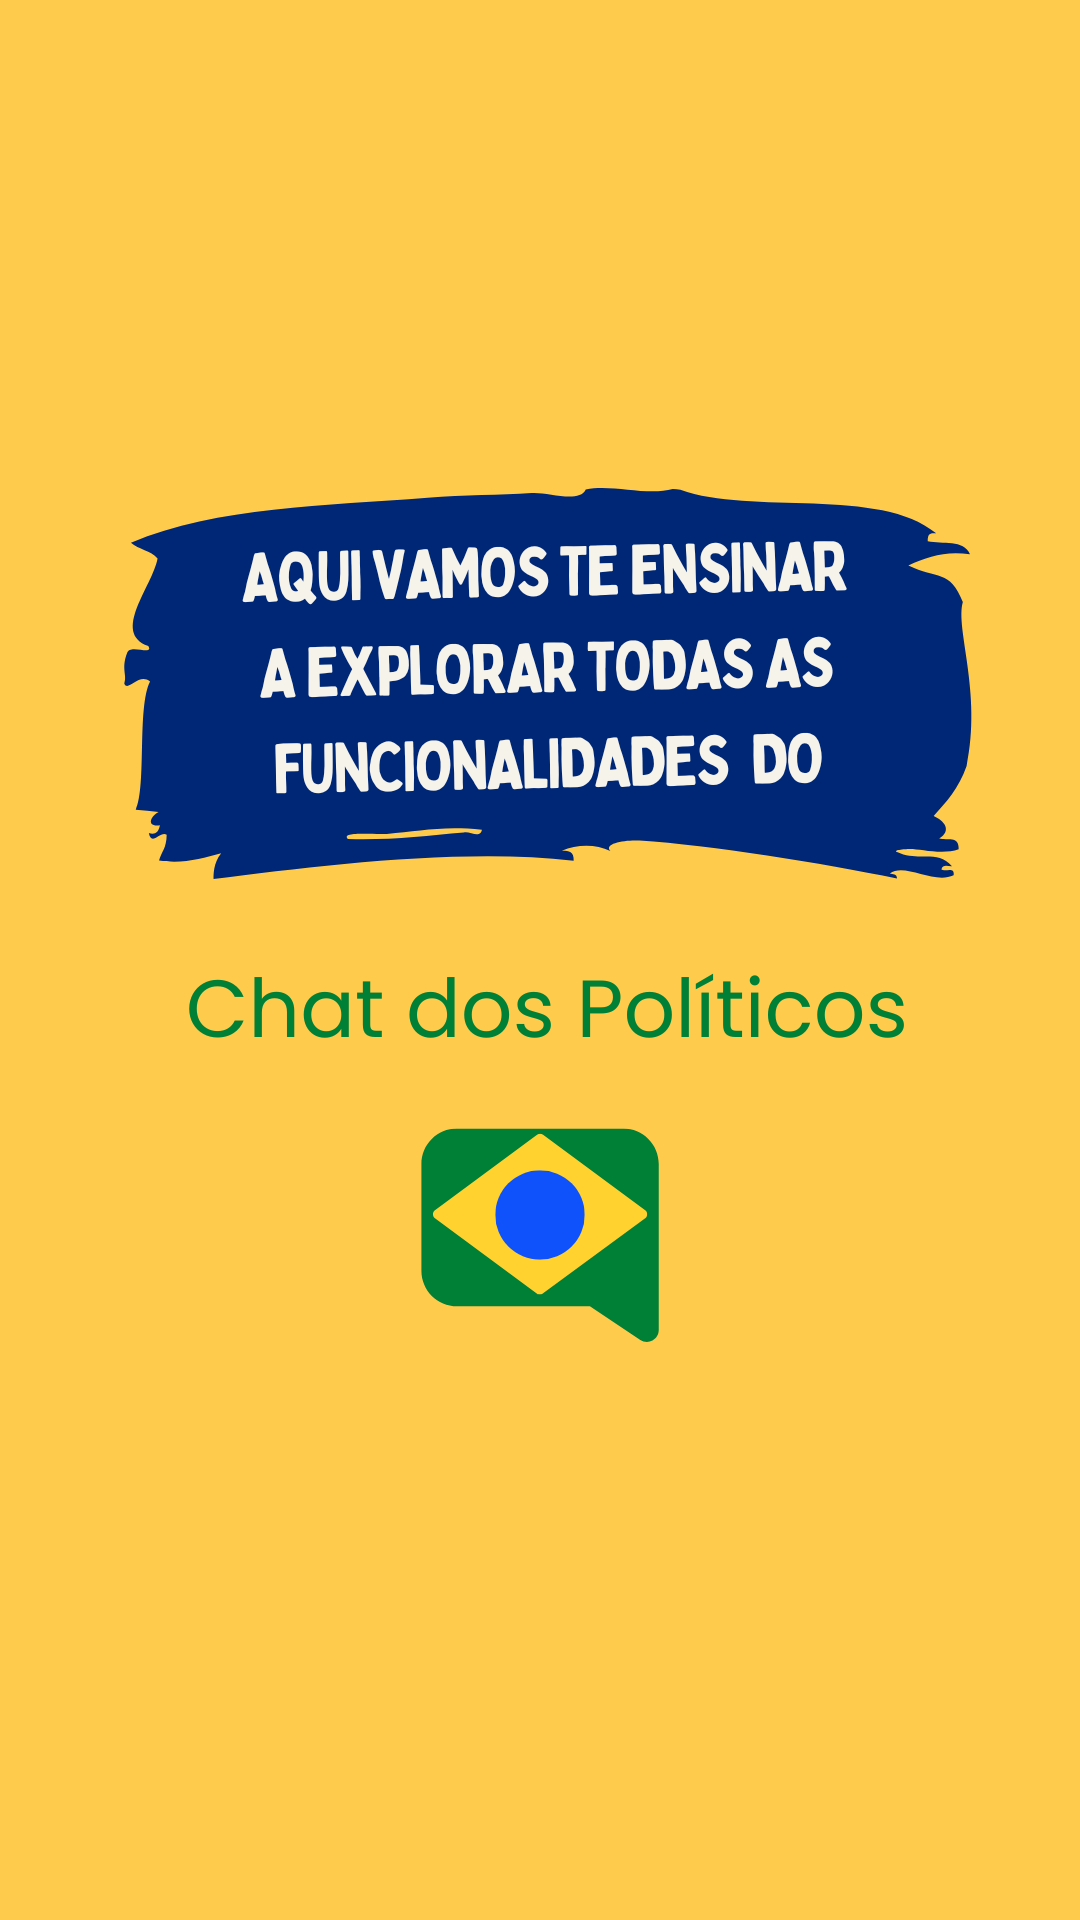 AQUI VAMOS TE ENSINAR
A EXPLORAR TODAS AS
FUNCIONALIDADES DO
Chat dos Políticos